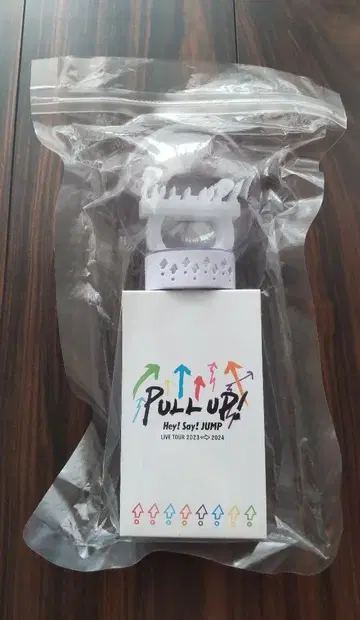 PULL UP!
Hey! Say! JUMP
LIVE TOUR 2023⇨2024